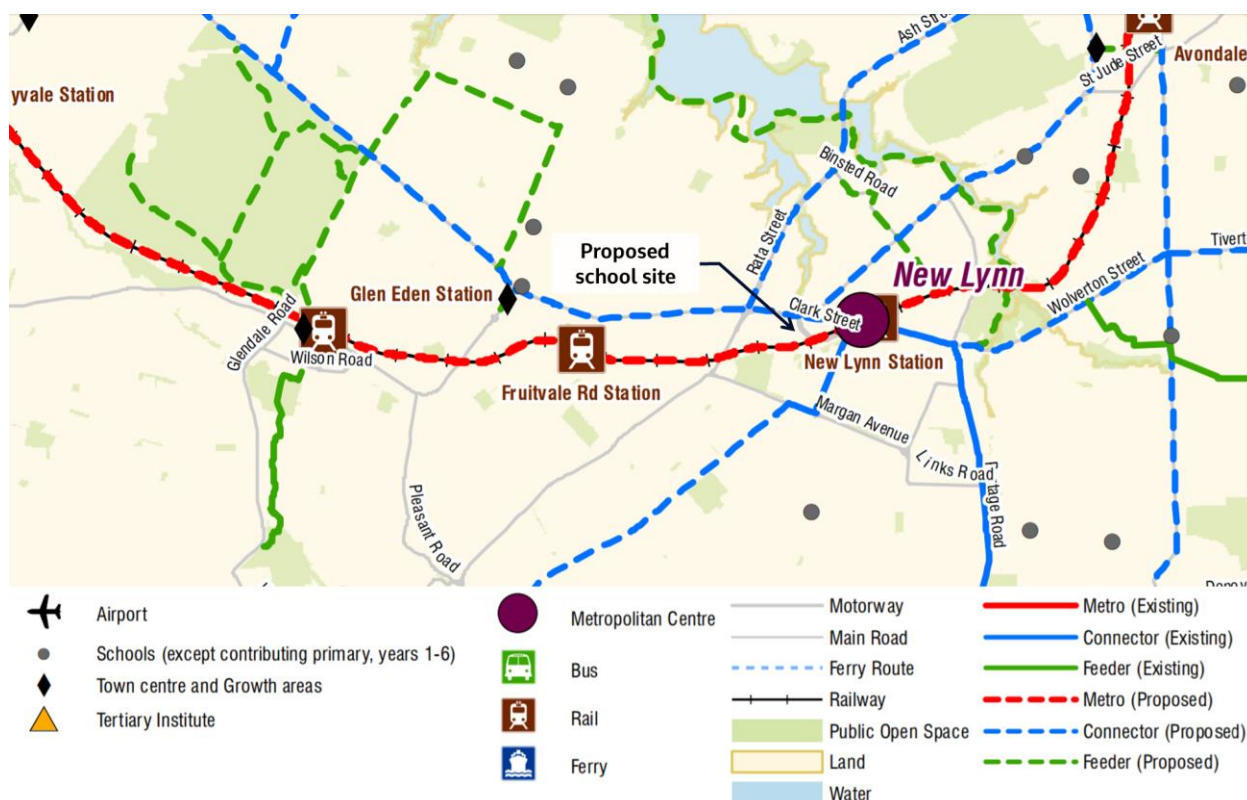 Ash Street
St Jude Street
Avondale
yvale Station
Binsted Road
Rata Street
Proposed
school site
New Lynn
Tivert
Wolverton Street
Glen Eden Station
Clark Street
Glendale Road
Wilson Road
New Lynn Station
Fruitvale Rd Station
Margan Avenue
Links Road
Pleasant Road
Airport
Schools (except contributing primary, years 1-6)
Town centre and Growth areas
Tertiary Institute
Metropolitan Centre
Bus
Rail
Ferry
Motorway
Main Road
Ferry Route
Railway
Public Open Space
Land
Water
Metro (Existing)
Connector (Existing)
Feeder (Existing)
Metro (Proposed)
Connector (Proposed)
Feeder (Proposed)